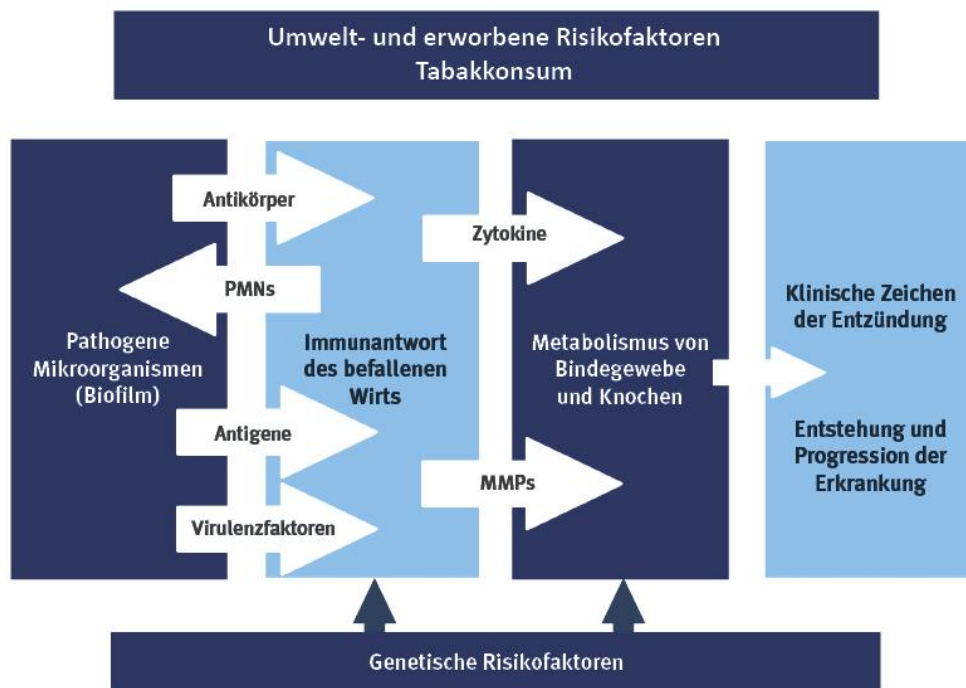 Umwelt- und erworbene Risikofaktoren
Tabakkonsum
Antikörper
PMNs
Pathogene
Mikroorganismen
(Biofilm)
Antigene
Virulenzfaktoren
Immunantwort
des befallenen
Wirts
Zytokine
Metabolismus von
Bindegewebe
und Knochen
MMPs
Klinische Zeichen
der Entzündung
Entstehung und
Progression der
Erkrankung
Genetische Risikofaktoren